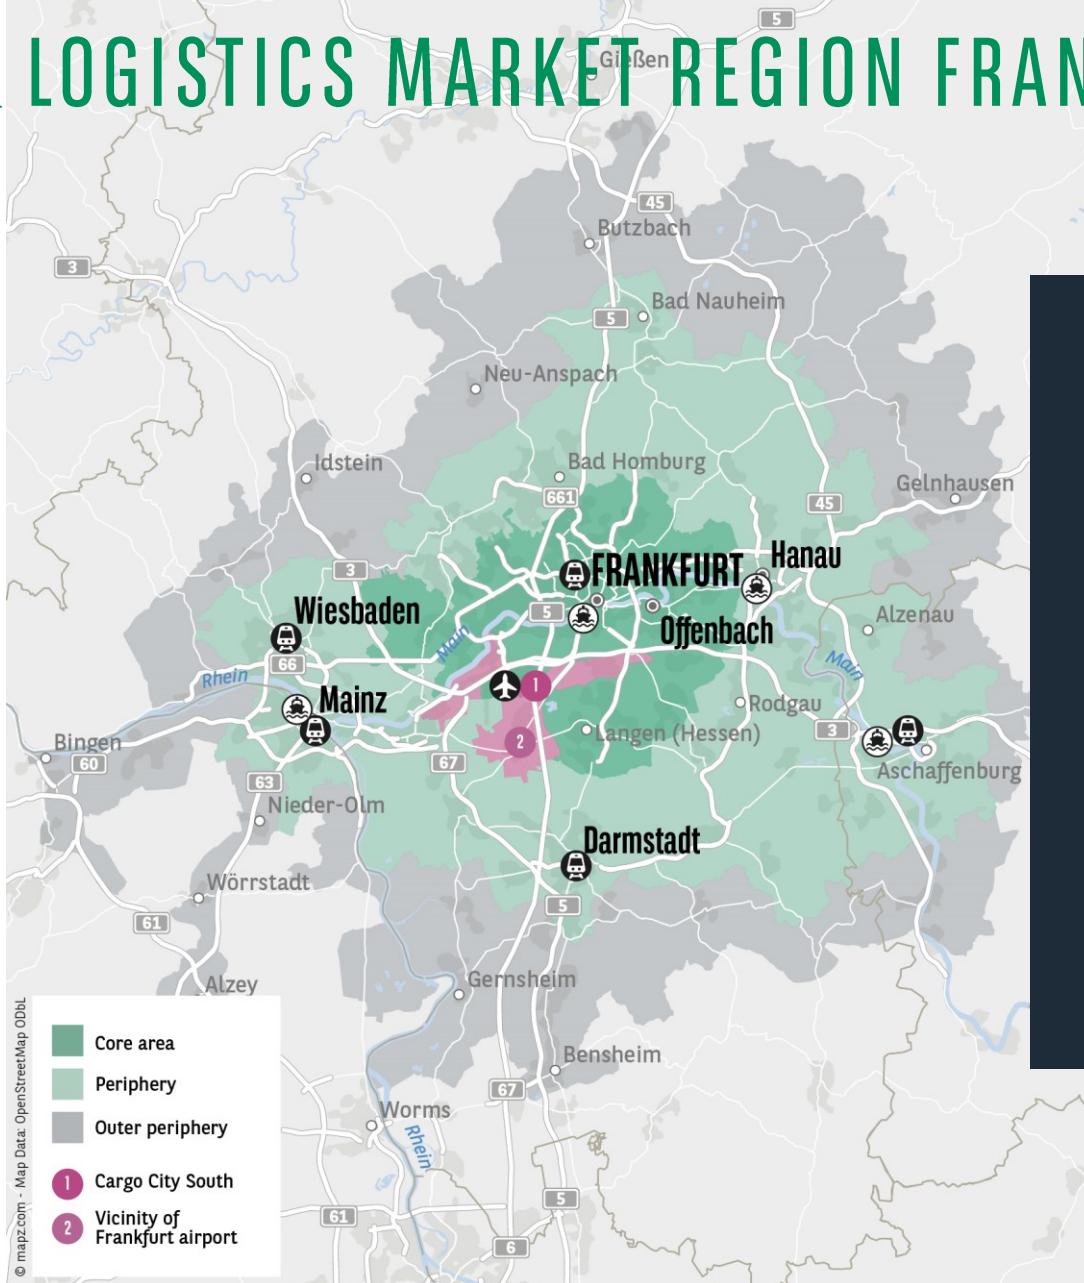 LOGISTICS MARKET REGION FRAN
5
Gießen
45
Butzbach
3
Bad Nauheim
5
Neu-Anspach
Idstein
Bad Homburg
Gelnhausen
661
45
Hanau
3
FRANKFURT
Wiesbaden
5
Alzenau
Offenbach
Main
66
Main
Rhein
1
Mainz
Rodgau
3
Langen (Hessen)
2
Bingen
60
67
Aschaffenburg
63
Nieder-Olm
Darmstadt
Wörrstadt
5
61
Gernsheim
Alzey
Core area
Bensheim
Periphery
67
Worms
Outer periphery
Rhein
1 Cargo City South
5
2 Vicinity of
Frankfurt airport
61
6
© mapz.com - Map Data: OpenStreetMap ODbL